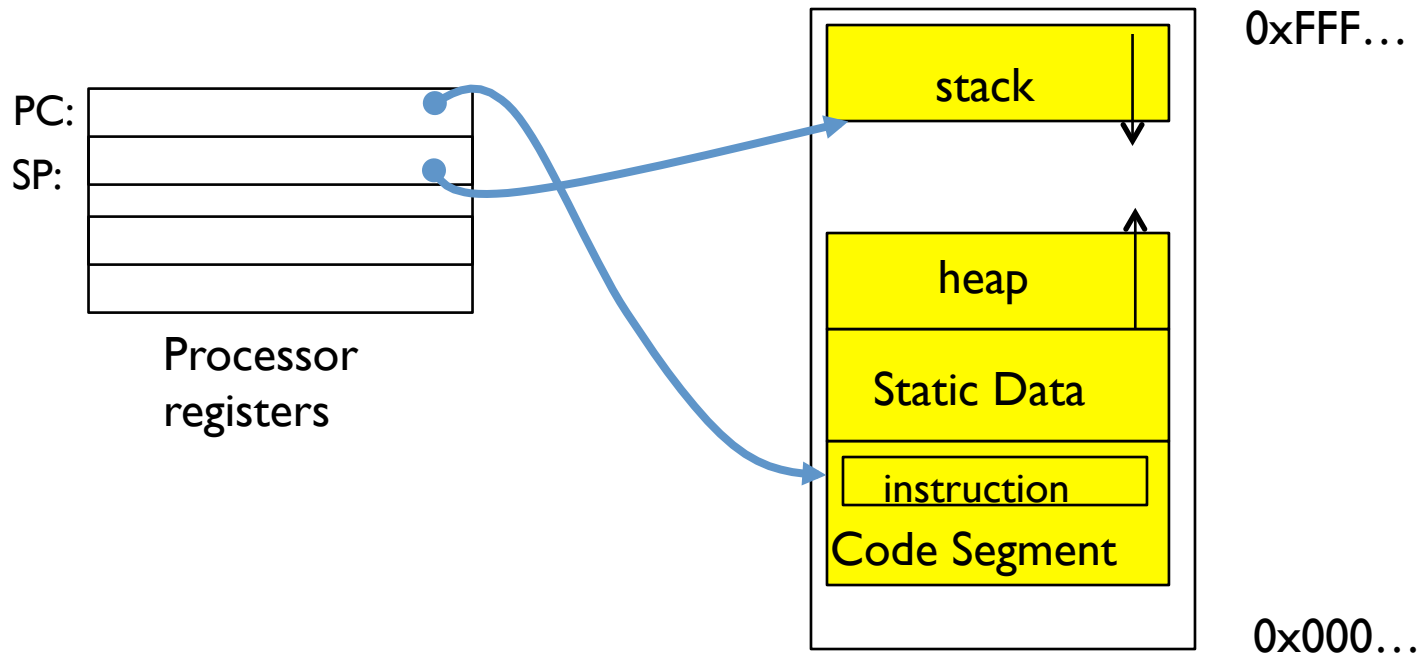 0xFFF…
stack
PC:
SP:
heap
Processor
registers
Static Data
instruction
Code Segment
0x000…